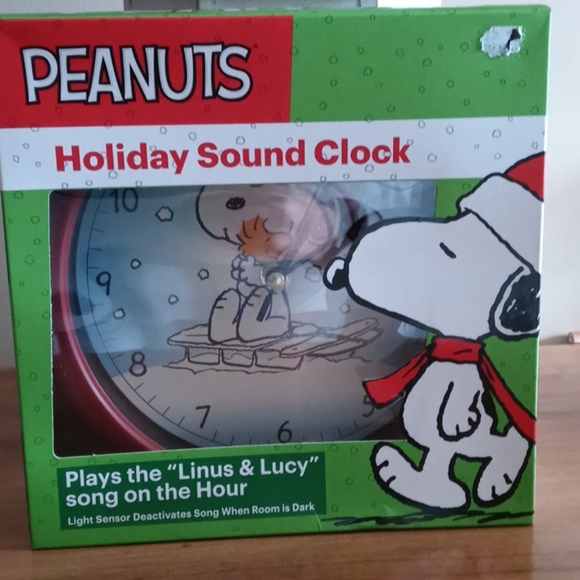 PEANUTS
Holiday Sound Clock
10
9
8
7
6
5
Plays the “Linus & Lucy”
song on the Hour
Light Sensor Deactivates Song When Room is Dark